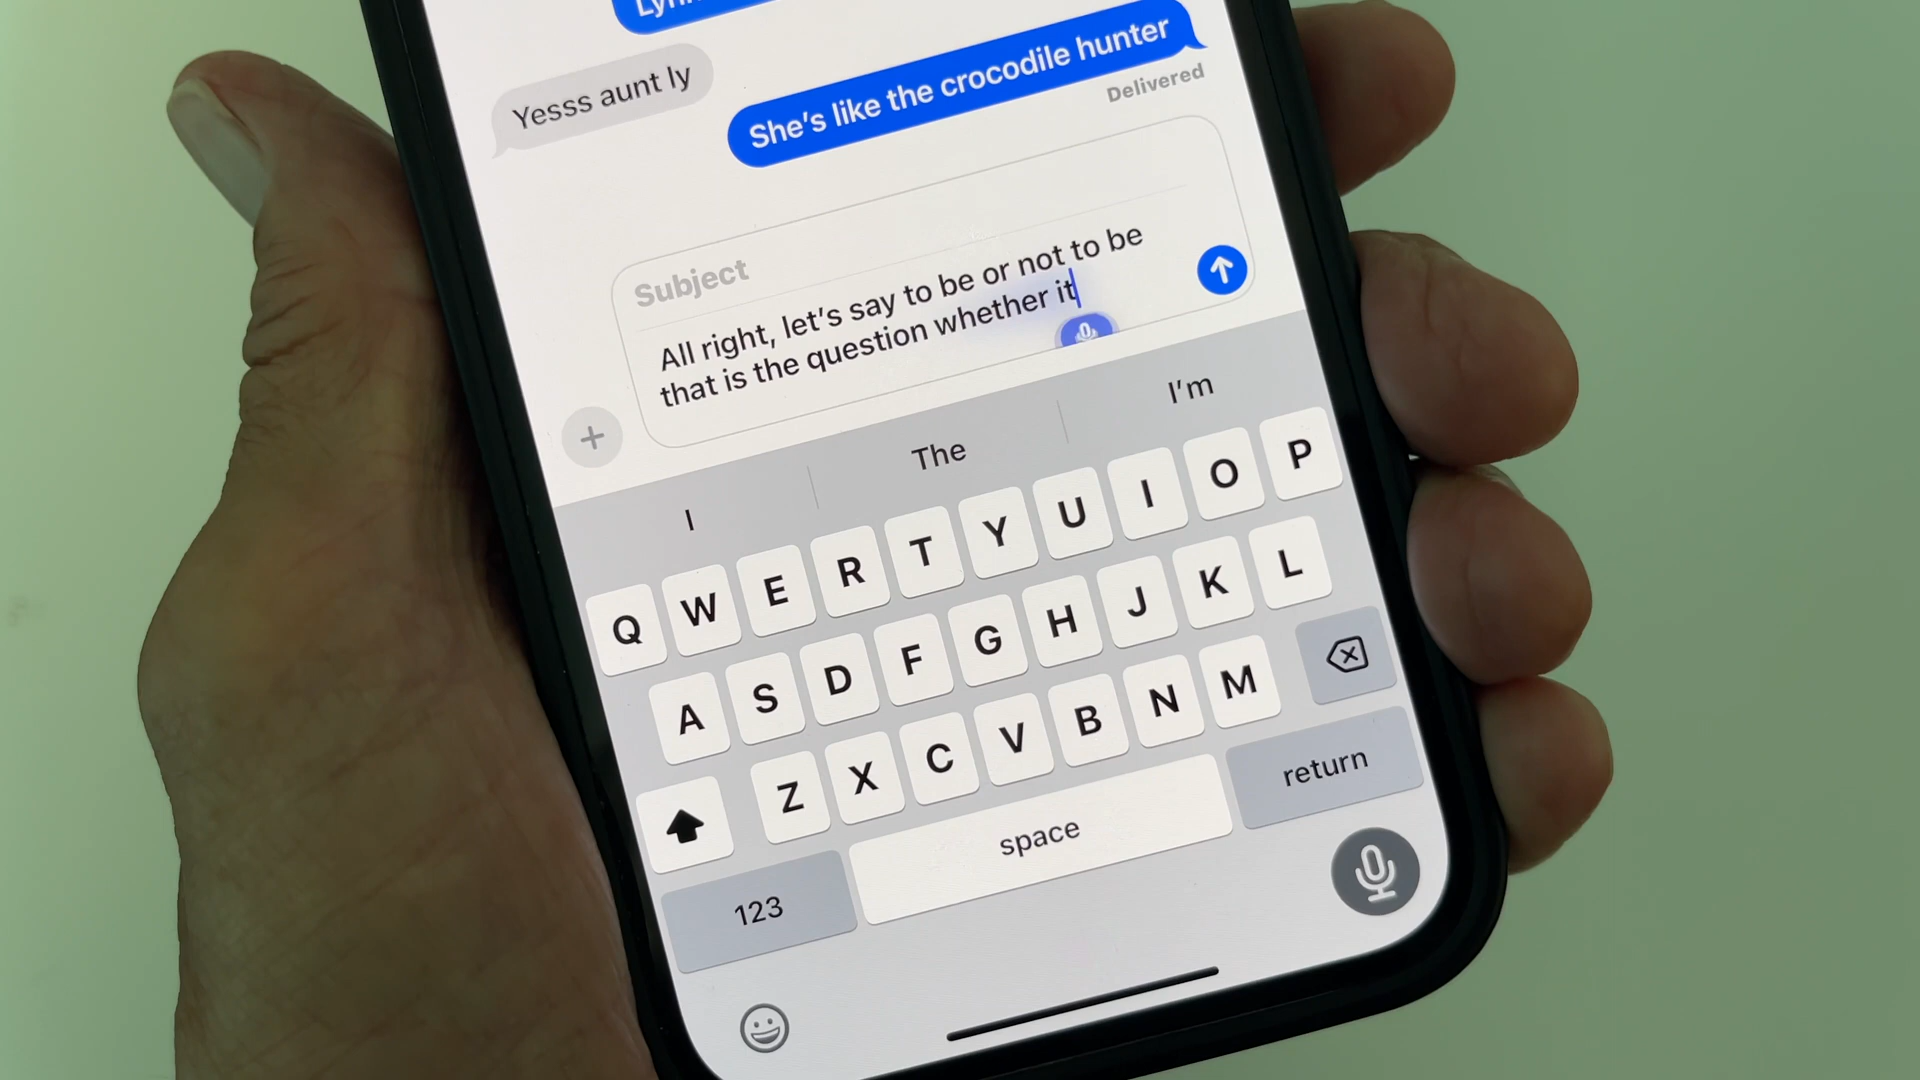 Yesss aunt ly
She's like the crocodile hunter
Delivered
Subject
All right, let's say to be or not to be
that is the question whether it
I The I'm
Q W E R T Y U I O P
A S D F G H J K L
Z X C V B N M
123 space return